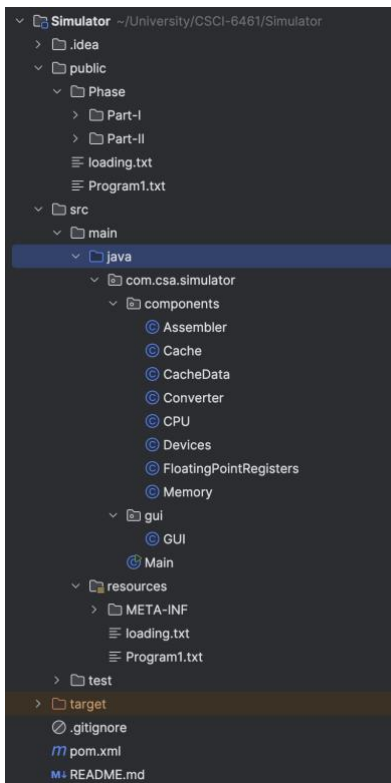 Simulator ~/University/CSCI-6461/Simulator
.idea
public
Phase
Part-I
Part-II
loading.txt
Program1.txt
src
main
java
com.csa.simulator
components
Assembler
Cache
CacheData
Converter
CPU
Devices
FloatingPointRegisters
Memory
gui
GUI
Main
resources
META-INF
loading.txt
Program1.txt
test
target
.gitignore
m pom.xml
M↓ README.md